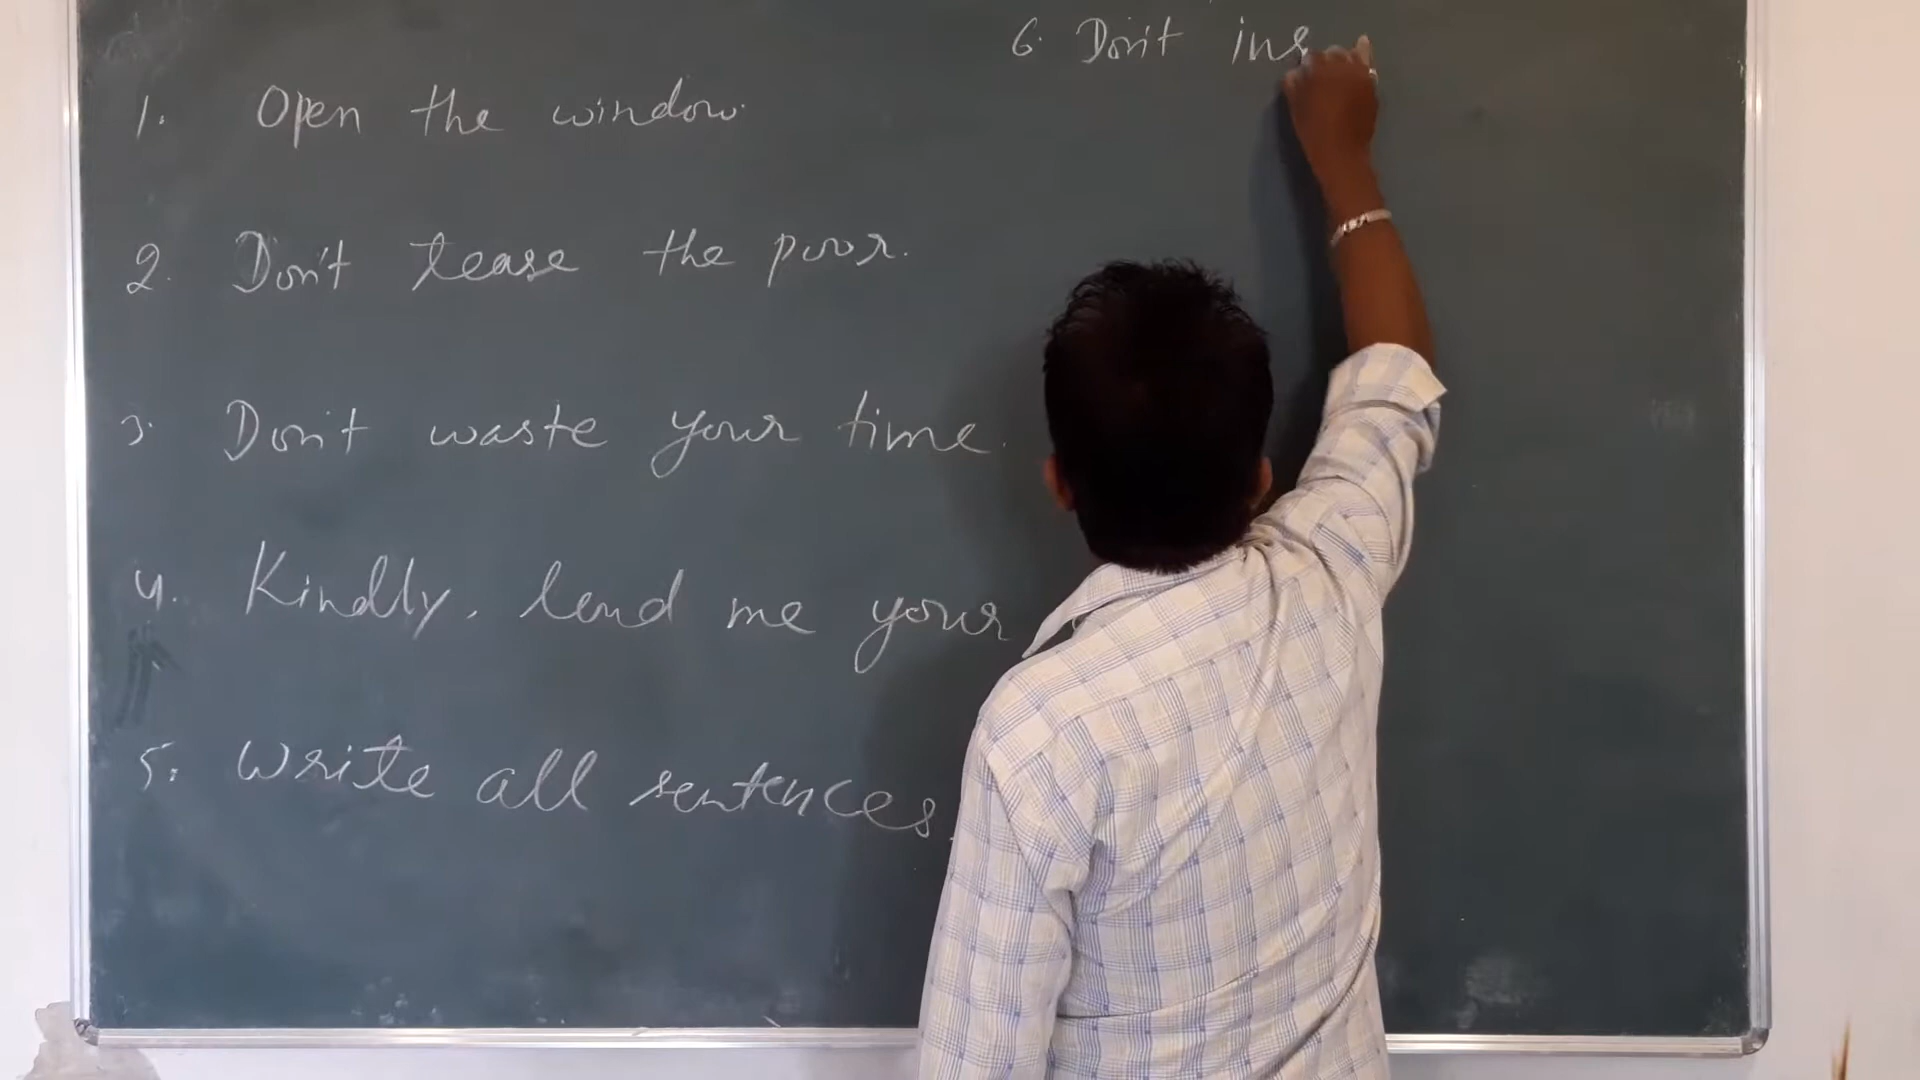 1. Open the window.
2. Don't tease the poor.
3. Don't waste your time.
4. Kindly, lend me your
5. Write all sentences.
6. Don't ins